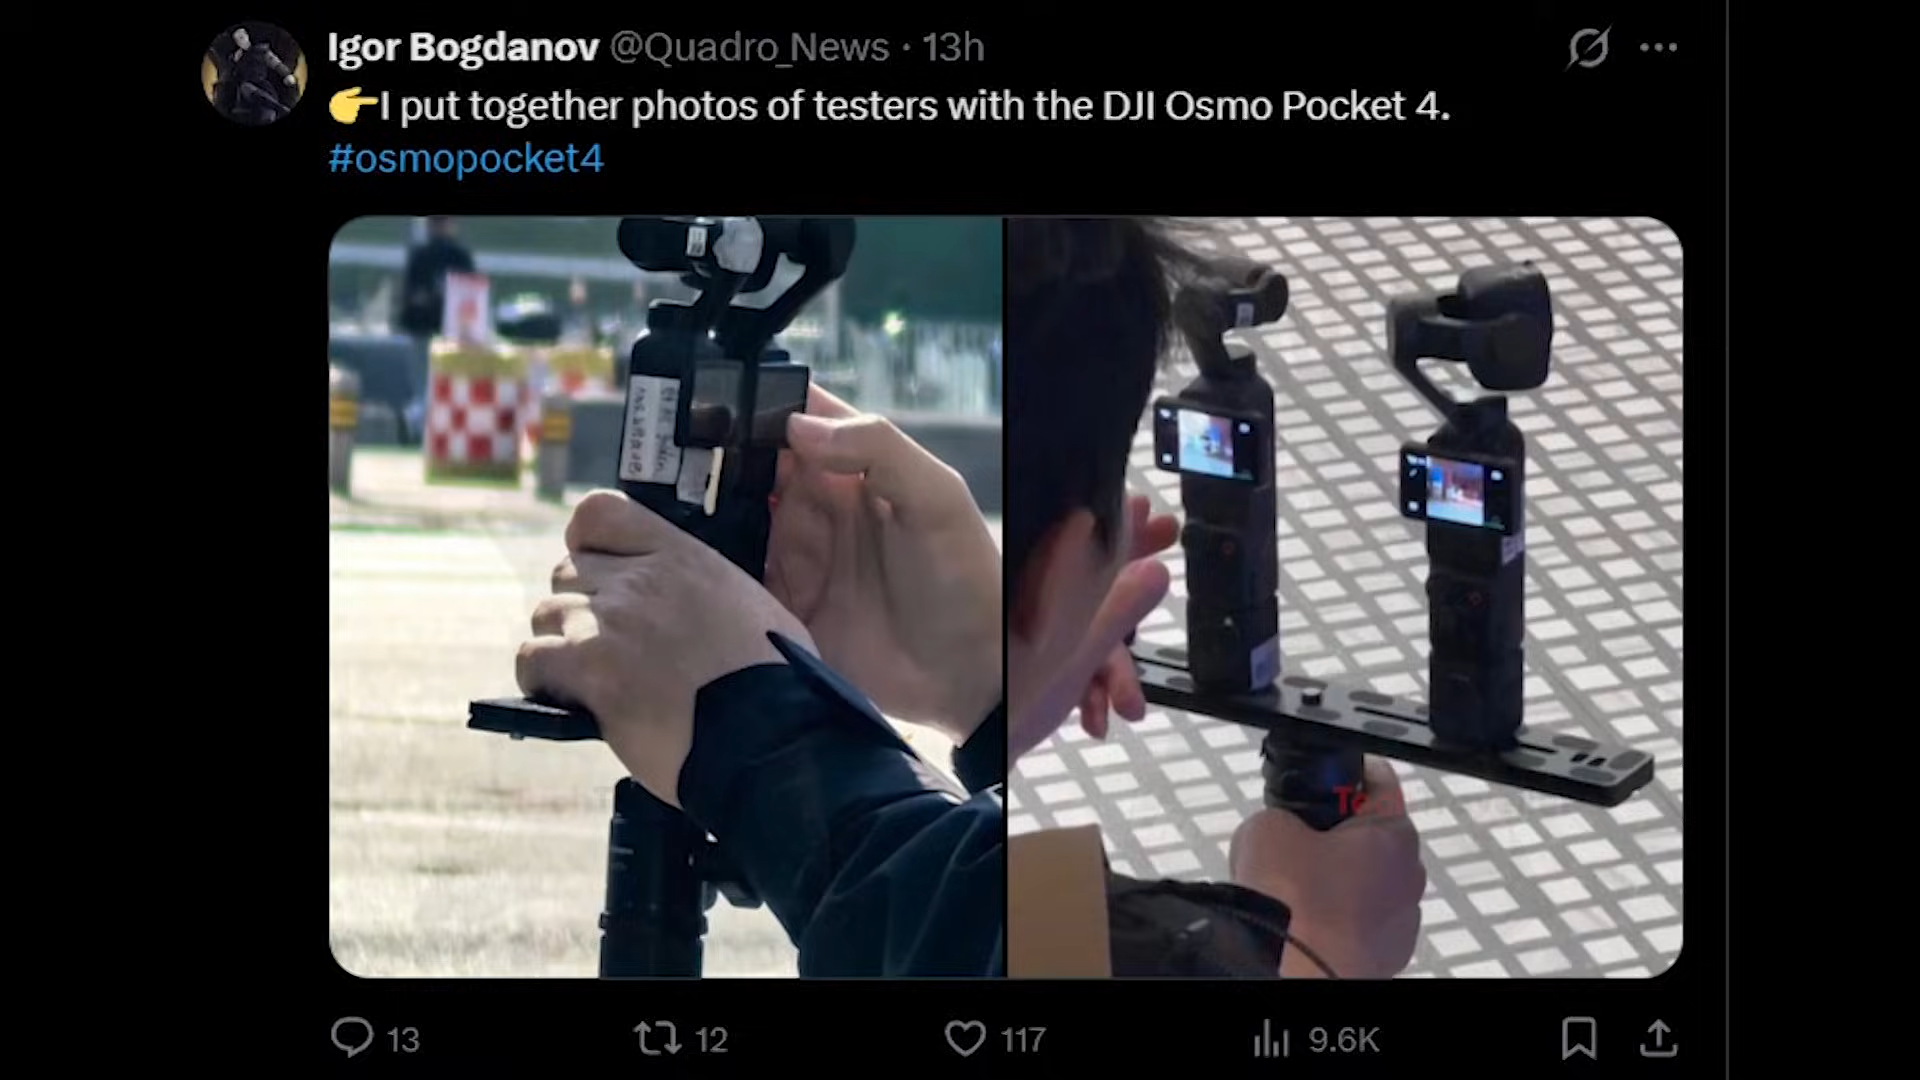 Igor Bogdanov @Quadro_News · 13h
👉I put together photos of testers with the DJI Osmo Pocket 4.
#osmopocket4
13 12 117 9.6K